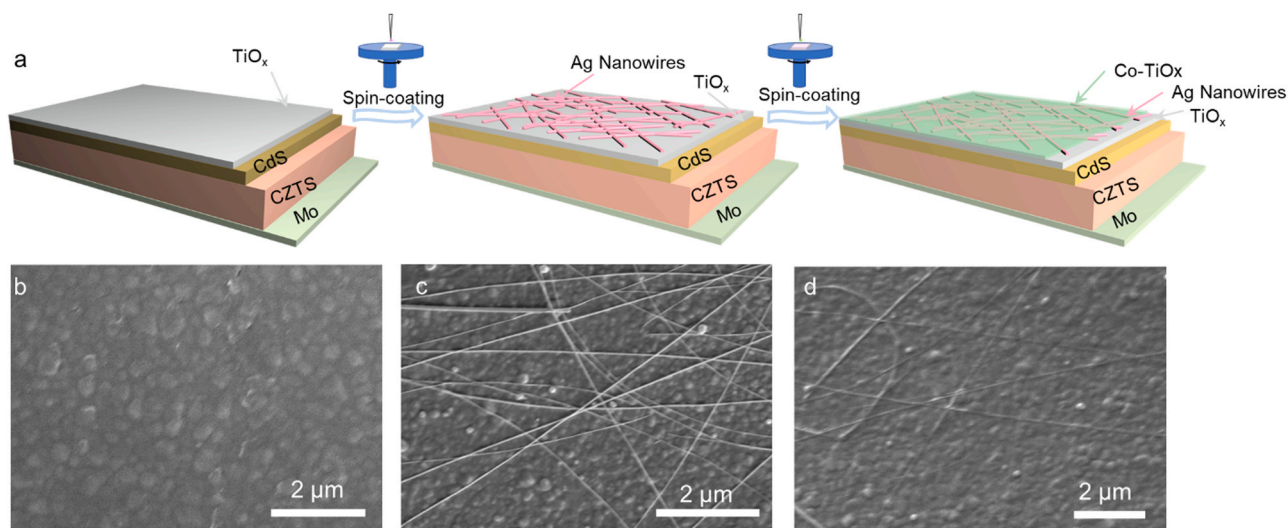 a
TiOₓ
CdS
CZTS
Mo
Spin-coating
Ag Nanowires
TiOₓ
CdS
CZTS
Mo
Spin-coating
Co-TiOx
Ag Nanowires
TiOₓ
CdS
CZTS
Mo
b
2 μm
c
2 μm
d
2 μm